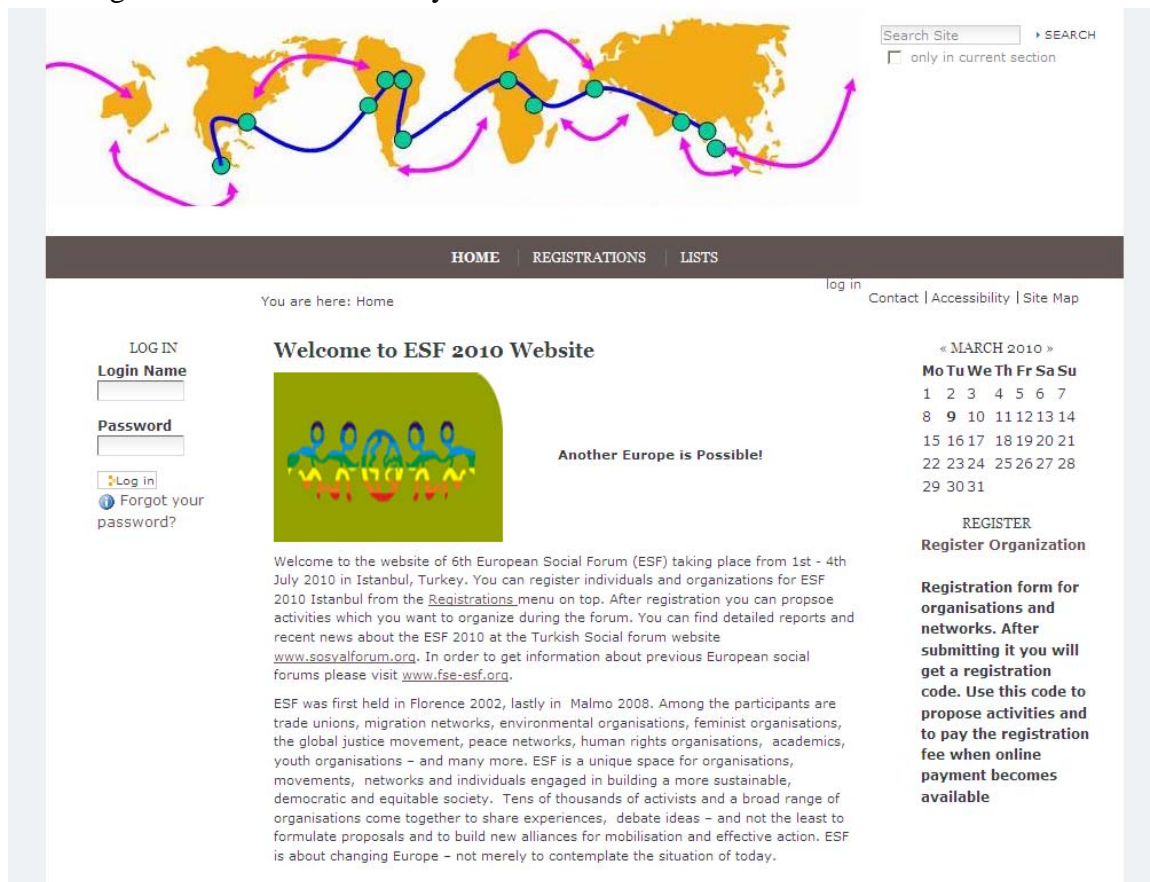 Search Site SEARCH
only in current section
HOME REGISTRATIONS LISTS
log in
You are here: Home
Contact | Accessibility | Site Map
LOG IN
Login Name
Password
Log in
Forgot your
password?
Welcome to ESF 2010 Website
Another Europe is Possible!
Welcome to the website of 6th European Social Forum (ESF) taking place from 1st - 4th
July 2010 in Istanbul, Turkey. You can register individuals and organizations for ESF
2010 Istanbul from the Registrations menu on top. After registration you can propsoe
activities which you want to organize during the forum. You can find detailed reports and
recent news about the ESF 2010 at the Turkish Social forum website
www.sosyalforum.org. In order to get information about previous European social
forums please visit www.fse-esf.org.
ESF was first held in Florence 2002, lastly in Malmo 2008. Among the participants are
trade unions, migration networks, environmental organisations, feminist organisations,
the global justice movement, peace networks, human rights organisations, academics,
youth organisations – and many more. ESF is a unique space for organisations,
movements, networks and individuals engaged in building a more sustainable,
democratic and equitable society. Tens of thousands of activists and a broad range of
organisations come together to share experiences, debate ideas – and not the least to
formulate proposals and to build new alliances for mobilisation and effective action. ESF
is about changing Europe – not merely to contemplate the situation of today.
« MARCH 2010 »
Mo Tu We Th Fr Sa Su
1 2 3 4 5 6 7
8 9 10 11 12 13 14
15 16 17 18 19 20 21
22 23 24 25 26 27 28
29 30 31
REGISTER
Register Organization
Registration form for
organisations and
networks. After
submitting it you will
get a registration
code. Use this code to
propose activities and
to pay the registration
fee when online
payment becomes
available